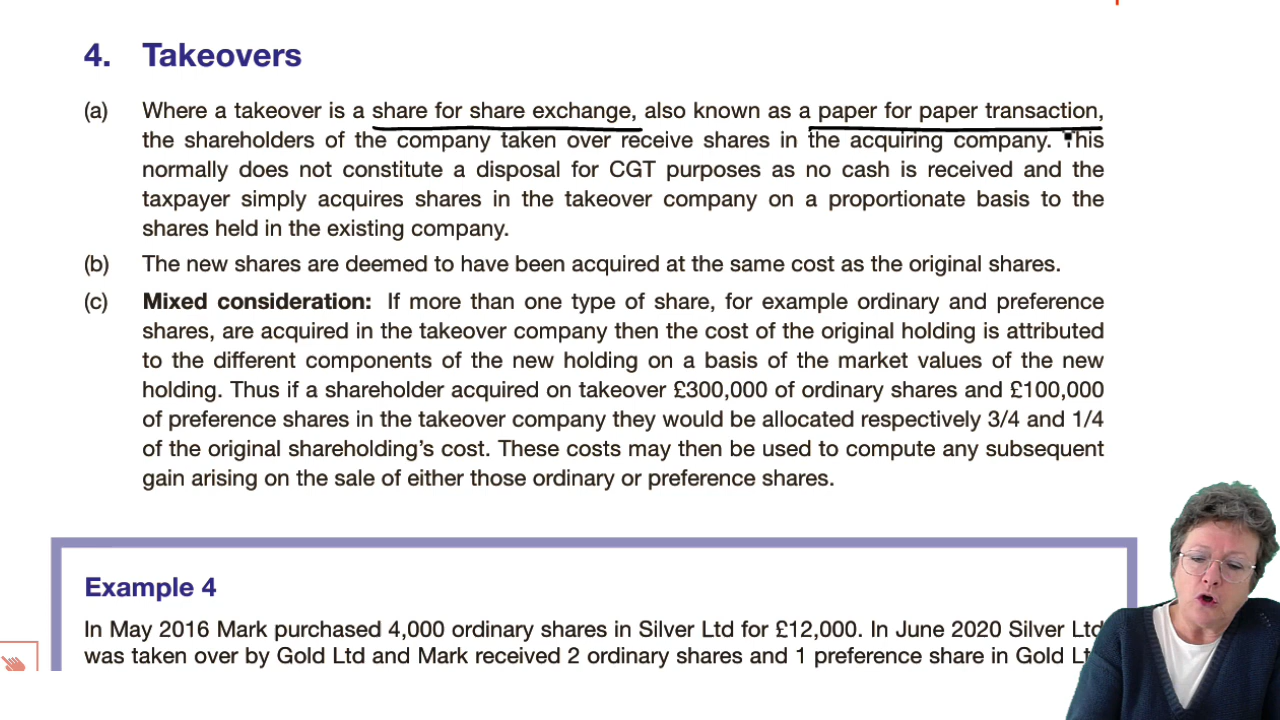 4. Takeovers
(a) Where a takeover is a share for share exchange, also known as a paper for paper transaction,
the shareholders of the company taken over receive shares in the acquiring company. This
normally does not constitute a disposal for CGT purposes as no cash is received and the
taxpayer simply acquires shares in the takeover company on a proportionate basis to the
shares held in the existing company.
(b) The new shares are deemed to have been acquired at the same cost as the original shares.
(c) Mixed consideration: If more than one type of share, for example ordinary and preference
shares, are acquired in the takeover company then the cost of the original holding is attributed
to the different components of the new holding on a basis of the market values of the new
holding. Thus if a shareholder acquired on takeover £300,000 of ordinary shares and £100,000
of preference shares in the takeover company they would be allocated respectively 3/4 and 1/4
of the original shareholding's cost. These costs may then be used to compute any subsequent
gain arising on the sale of either those ordinary or preference shares.
Example 4
In May 2016 Mark purchased 4,000 ordinary shares in Silver Ltd for £12,000. In June 2020 Silver Ltd
was taken over by Gold Ltd and Mark received 2 ordinary shares and 1 preference share in Gold